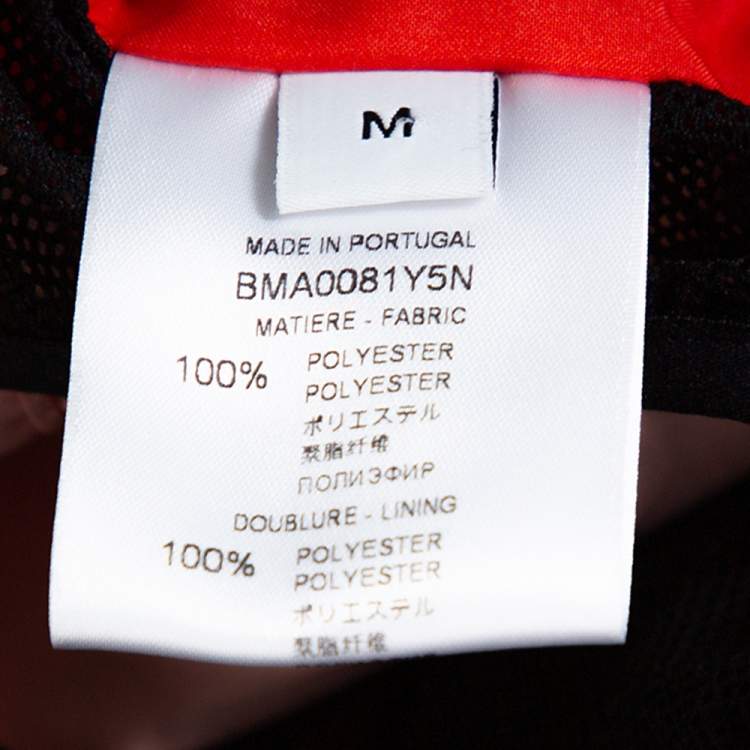 M
MADE IN PORTUGAL
BMA0081Y5N
MATIERE - FABRIC
100% POLYESTER
POLYESTER
ポリエステル
聚脂纤维
ПОЛИЭФИР
DOUBLURE - LINING
100% POLYESTER
POLYESTER
ポリエステル
聚脂纤维